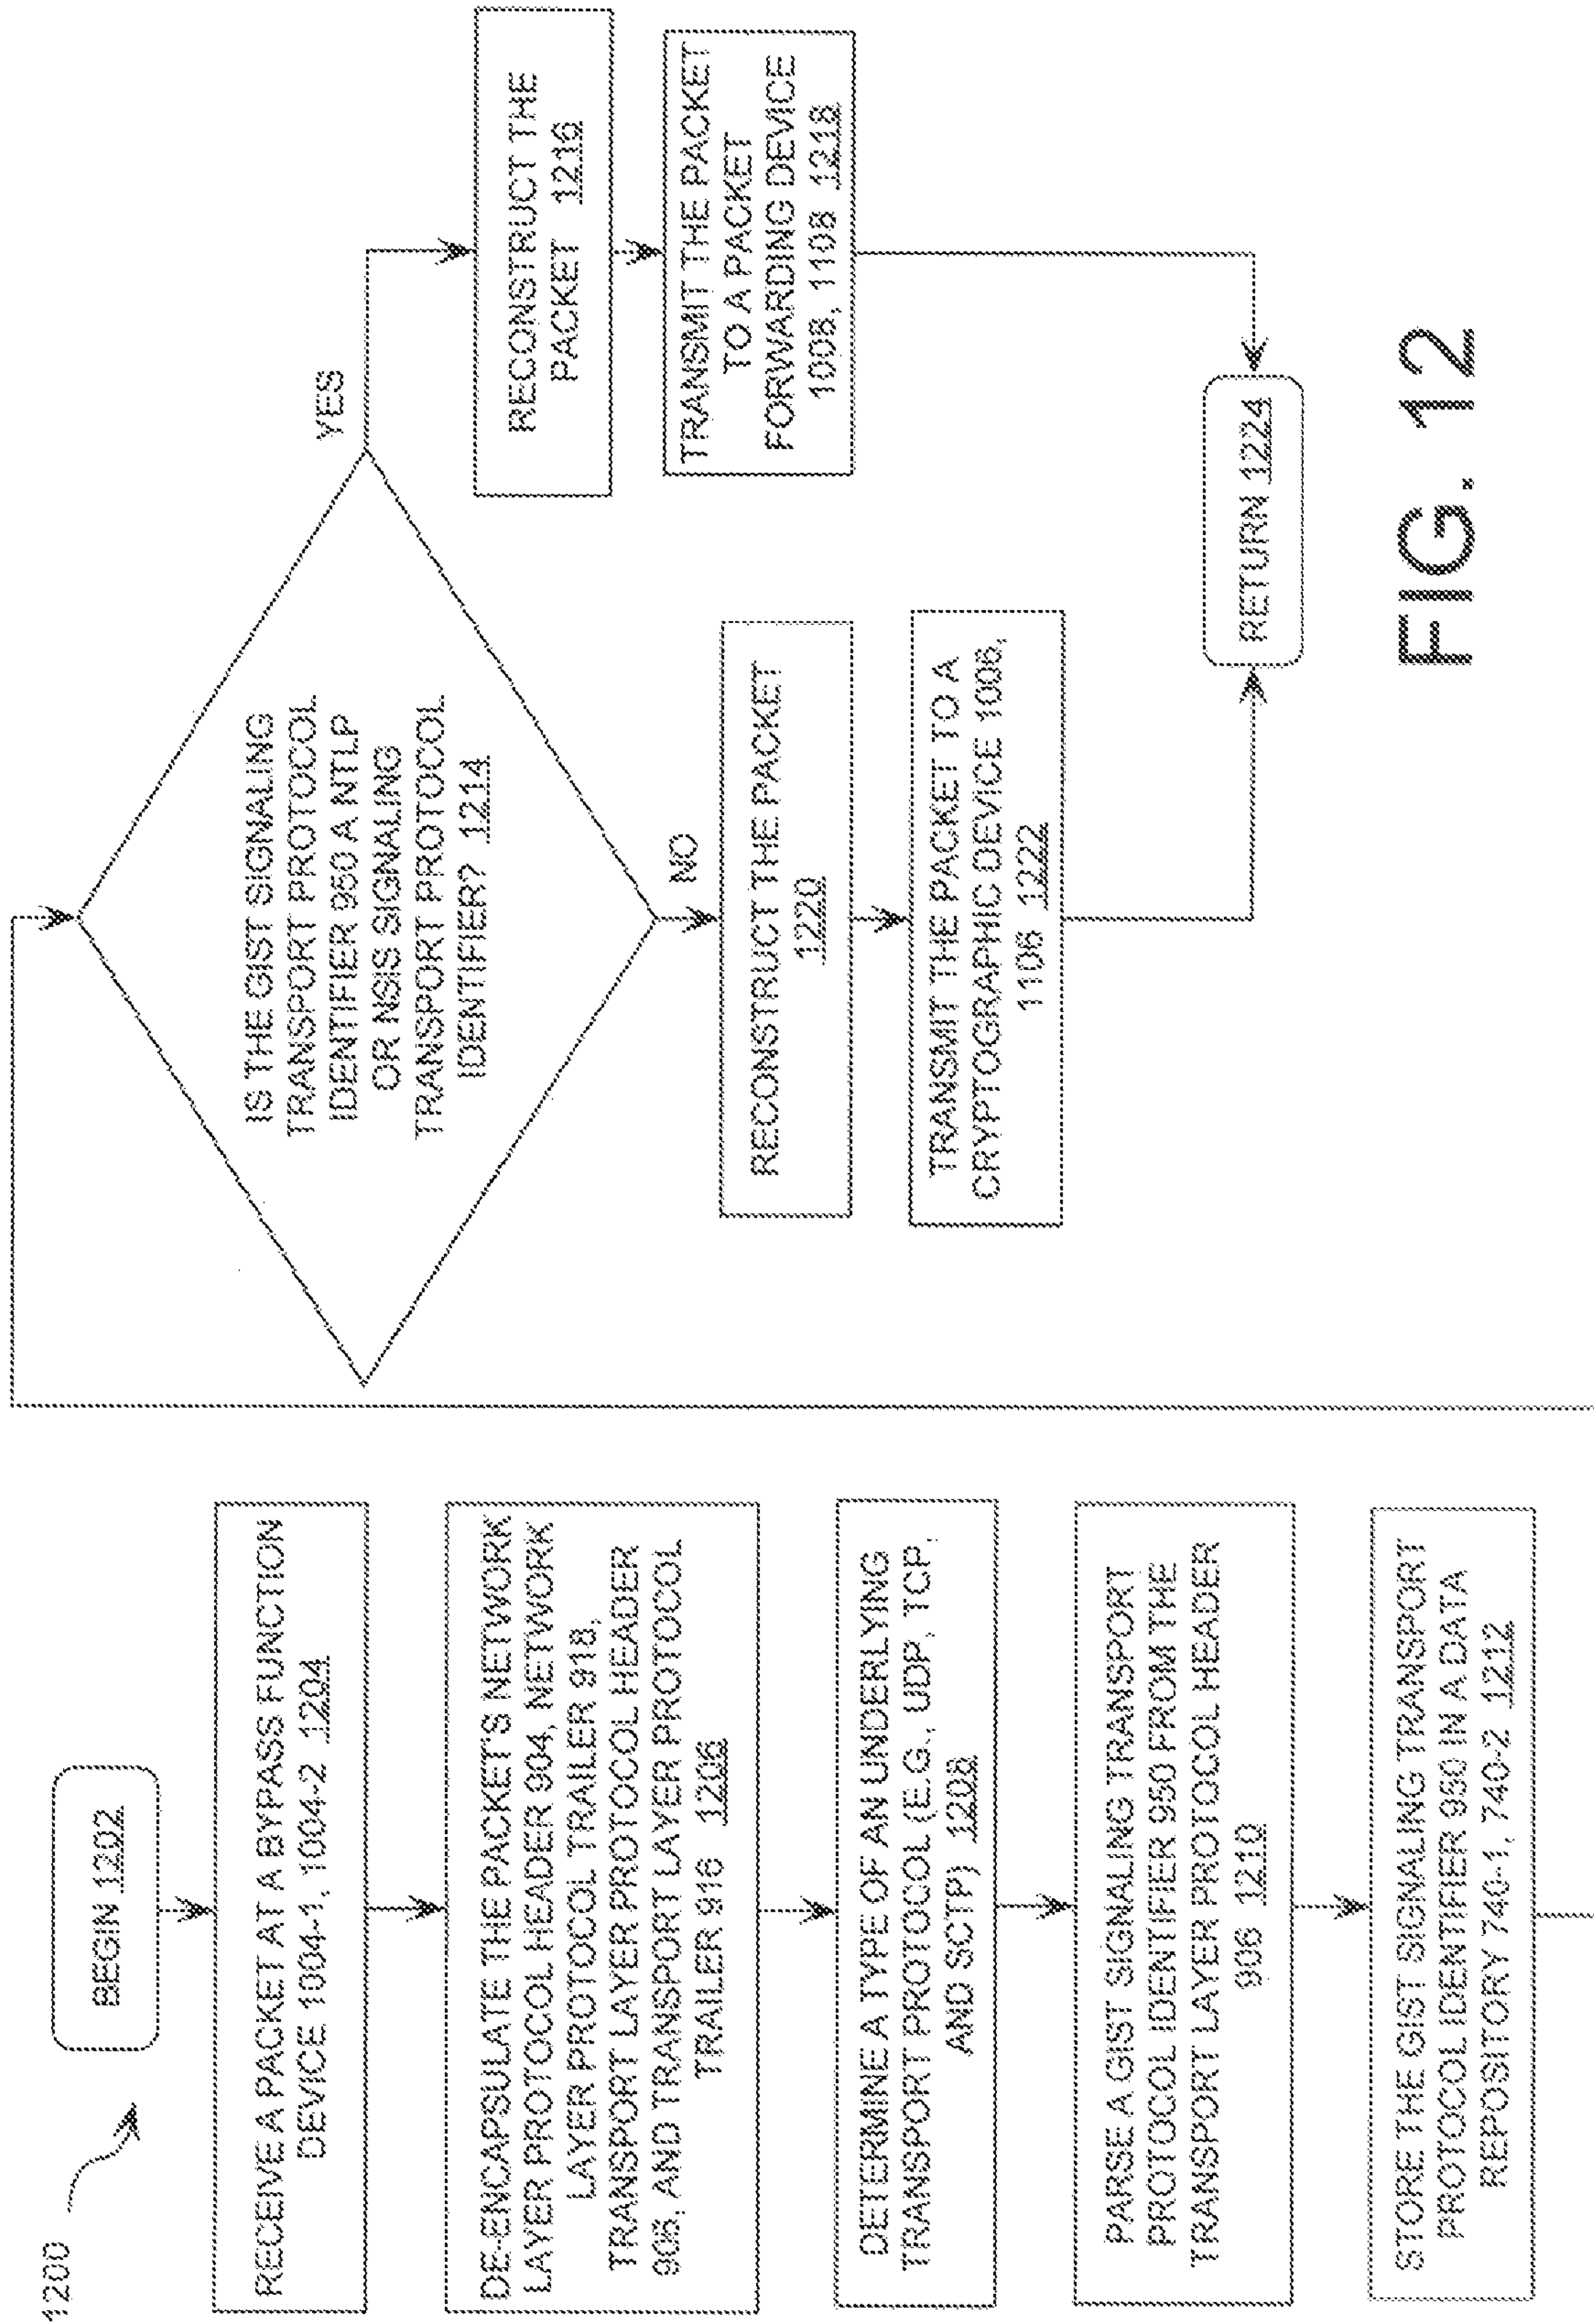 1200
BEGIN 1202
RECEIVE A PACKET AT A BYPASS FUNCTION
DEVICE 1004-1, 1004-2 1204
DE-ENCAPSULATE THE PACKET'S NETWORK
LAYER PROTOCOL HEADER 904, NETWORK
LAYER PROTOCOL TRAILER 918,
TRANSPORT LAYER PROTOCOL HEADER
906, AND TRANSPORT LAYER PROTOCOL
TRAILER 916 1206
DETERMINE A TYPE OF AN UNDERLYING
TRANSPORT PROTOCOL (E.G., UDP, TCP,
AND SCTP) 1208
PARSE A GIST SIGNALING TRANSPORT
PROTOCOL IDENTIFIER 950 FROM THE
TRANSPORT LAYER PROTOCOL HEADER
906 1210
STORE THE GIST SIGNALING TRANSPORT
PROTOCOL IDENTIFIER 950 IN A DATA
REPOSITORY 740-1, 740-2 1212
IS THE GIST SIGNALING
TRANSPORT PROTOCOL
IDENTIFIER 950 A NTLP
OR NSIS SIGNALING
TRANSPORT PROTOCOL
IDENTIFIER? 1214
YES
RECONSTRUCT THE
PACKET 1216
TRANSMIT THE PACKET
TO A PACKET
FORWARDING DEVICE
1008, 1108 1218
NO
RECONSTRUCT THE PACKET
1220
TRANSMIT THE PACKET TO A
CRYPTOGRAPHIC DEVICE 1006,
1106 1222
RETURN 1224
FIG. 12